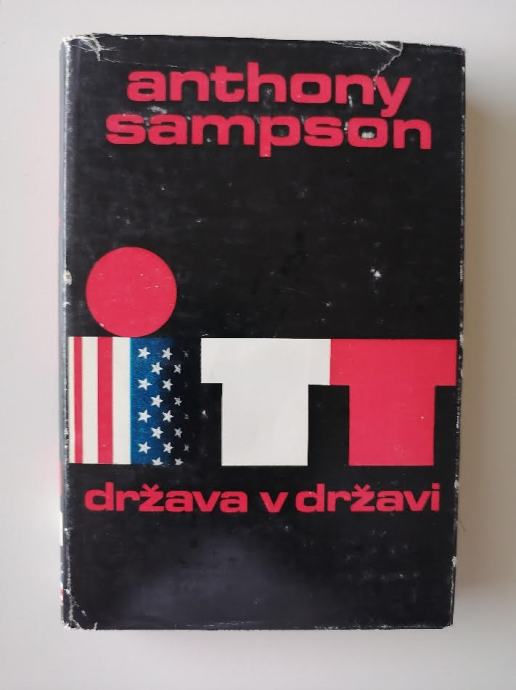 anthony
sampson
iTT
država v državi